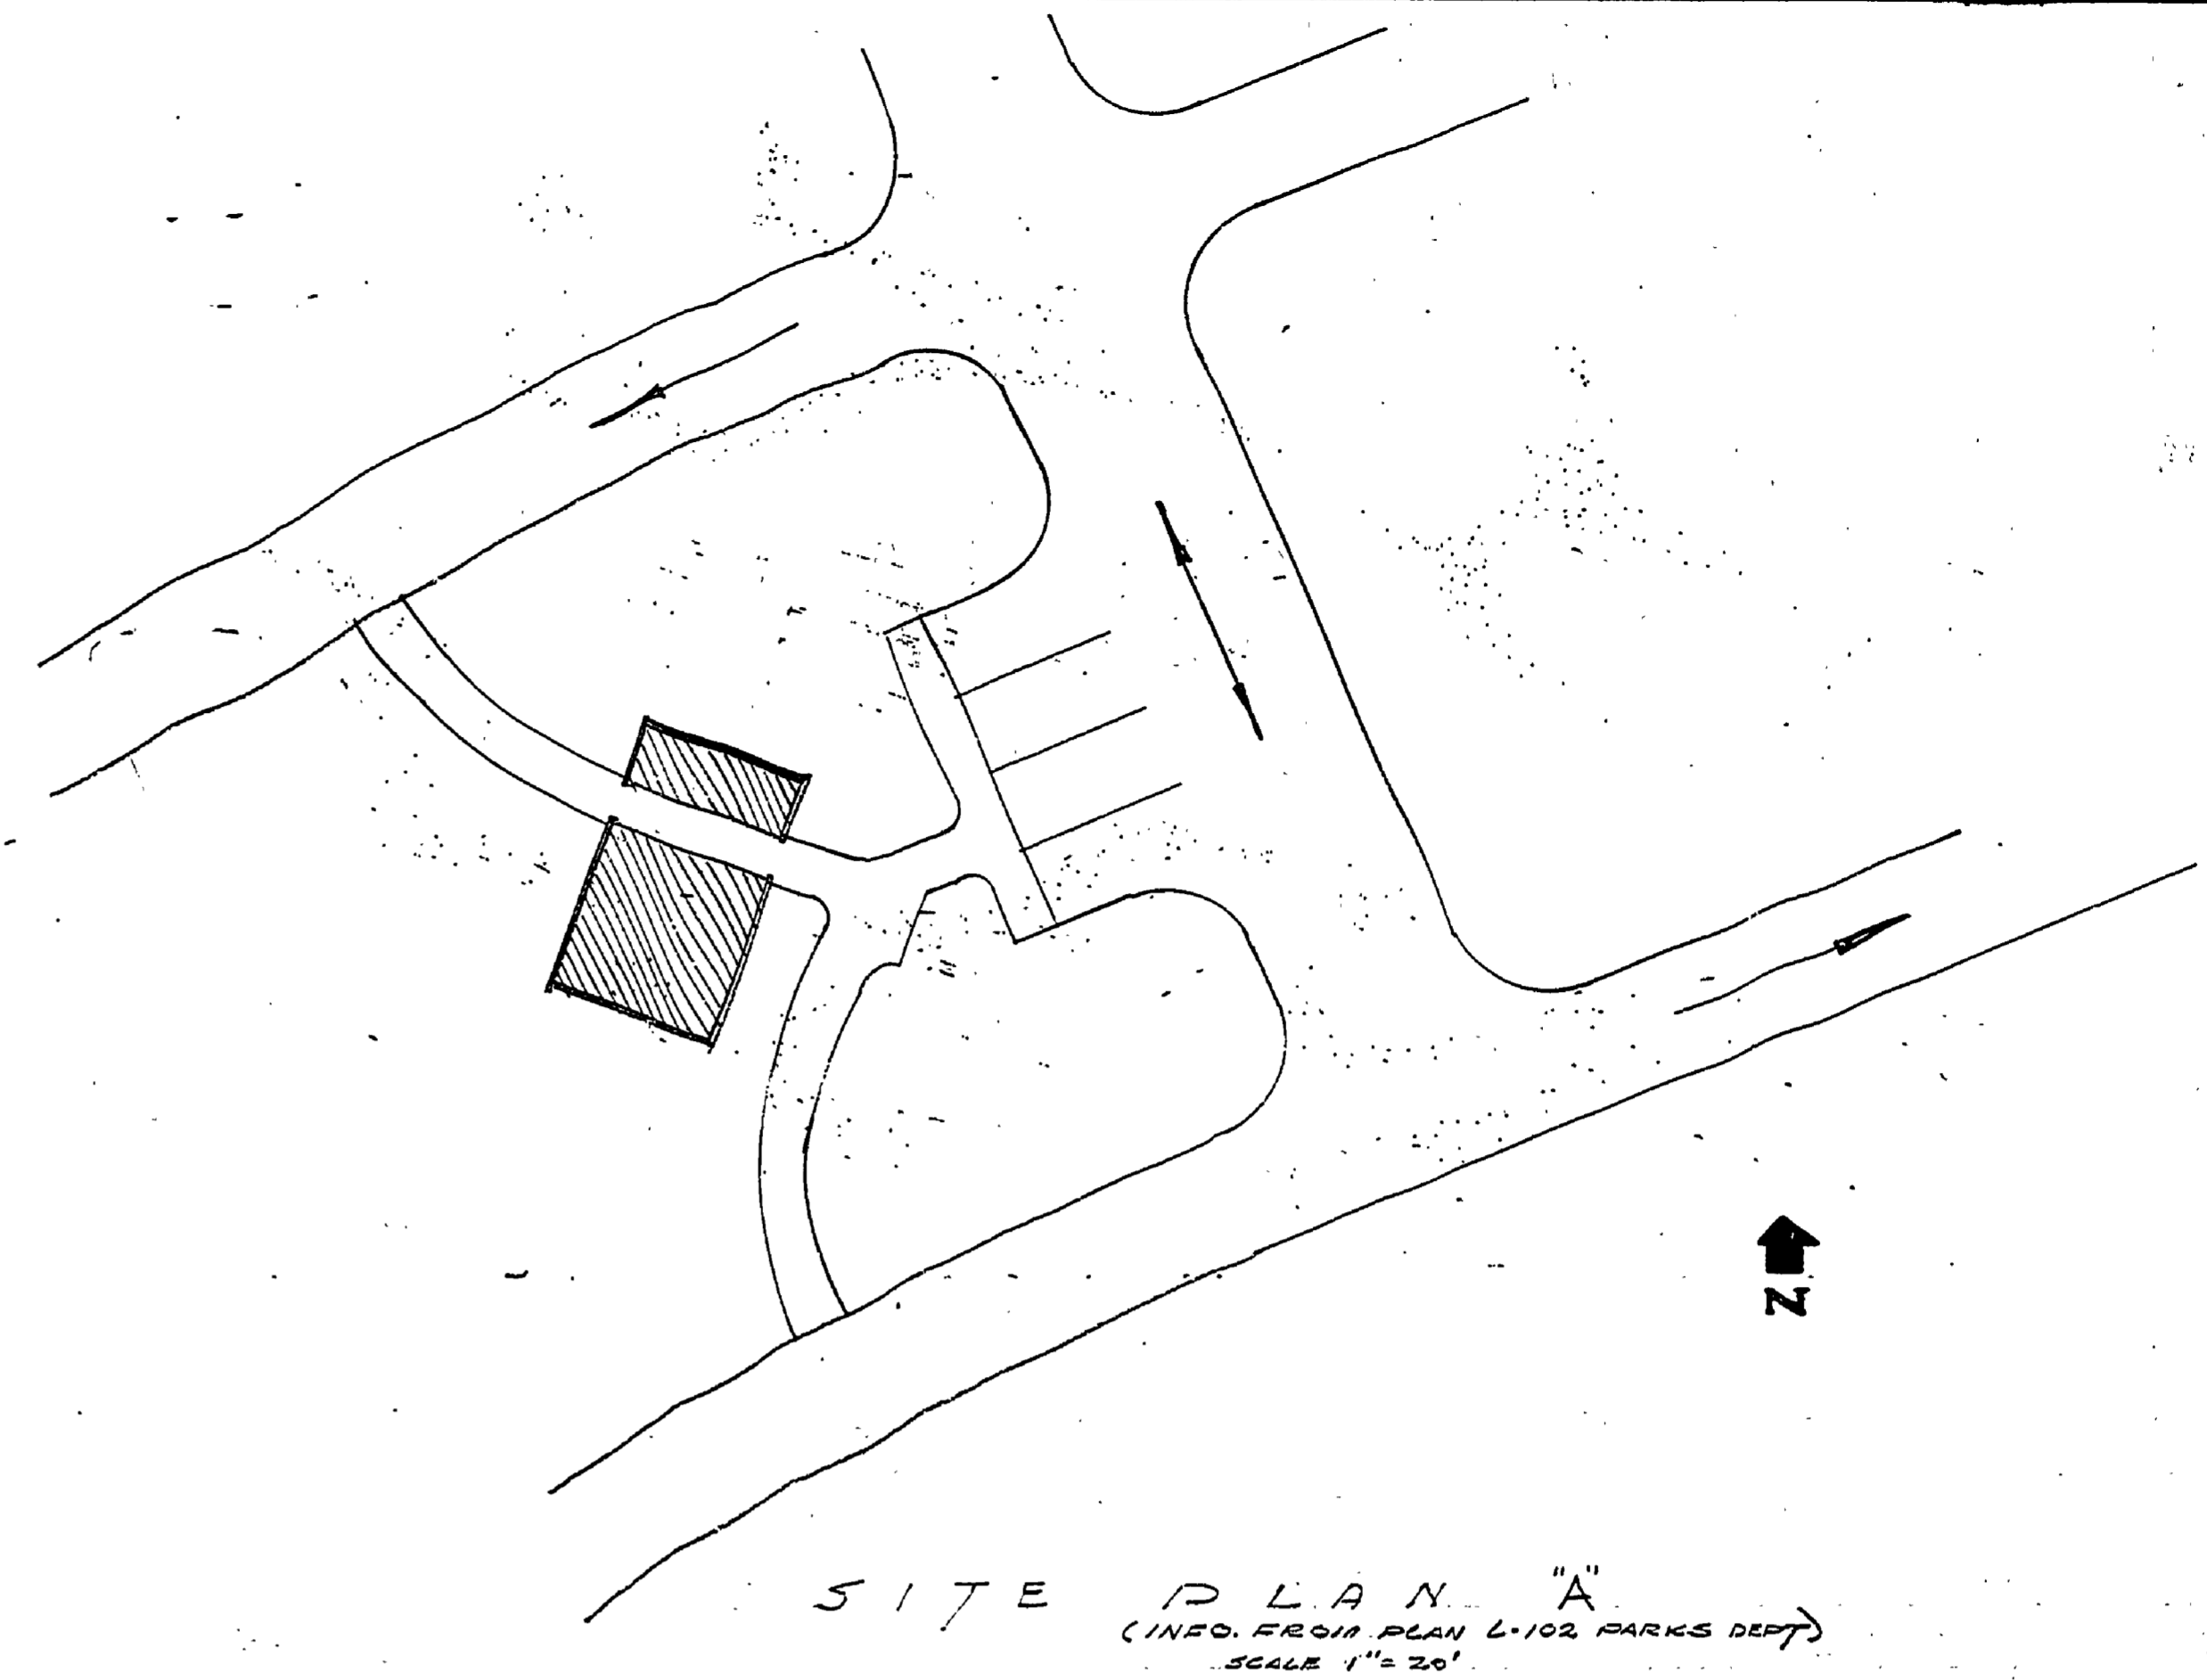 N
SITE PLAN "A"
(INFO. FROM PLAN L-102 PARKS DEPT)
SCALE 1"=20'